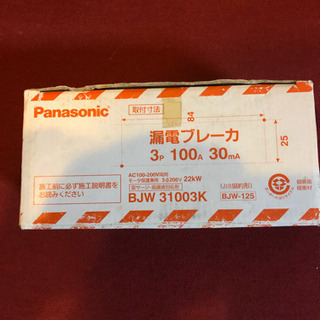 Panasonic
取付寸法
84
漏電ブレーカ
25
3P 100A 30mA
施工前に必ず施工説明書を
お読みください
AC100-200V共用
モータ保護兼用 3φ200V 22kW
BJW 31003K
BJW-125